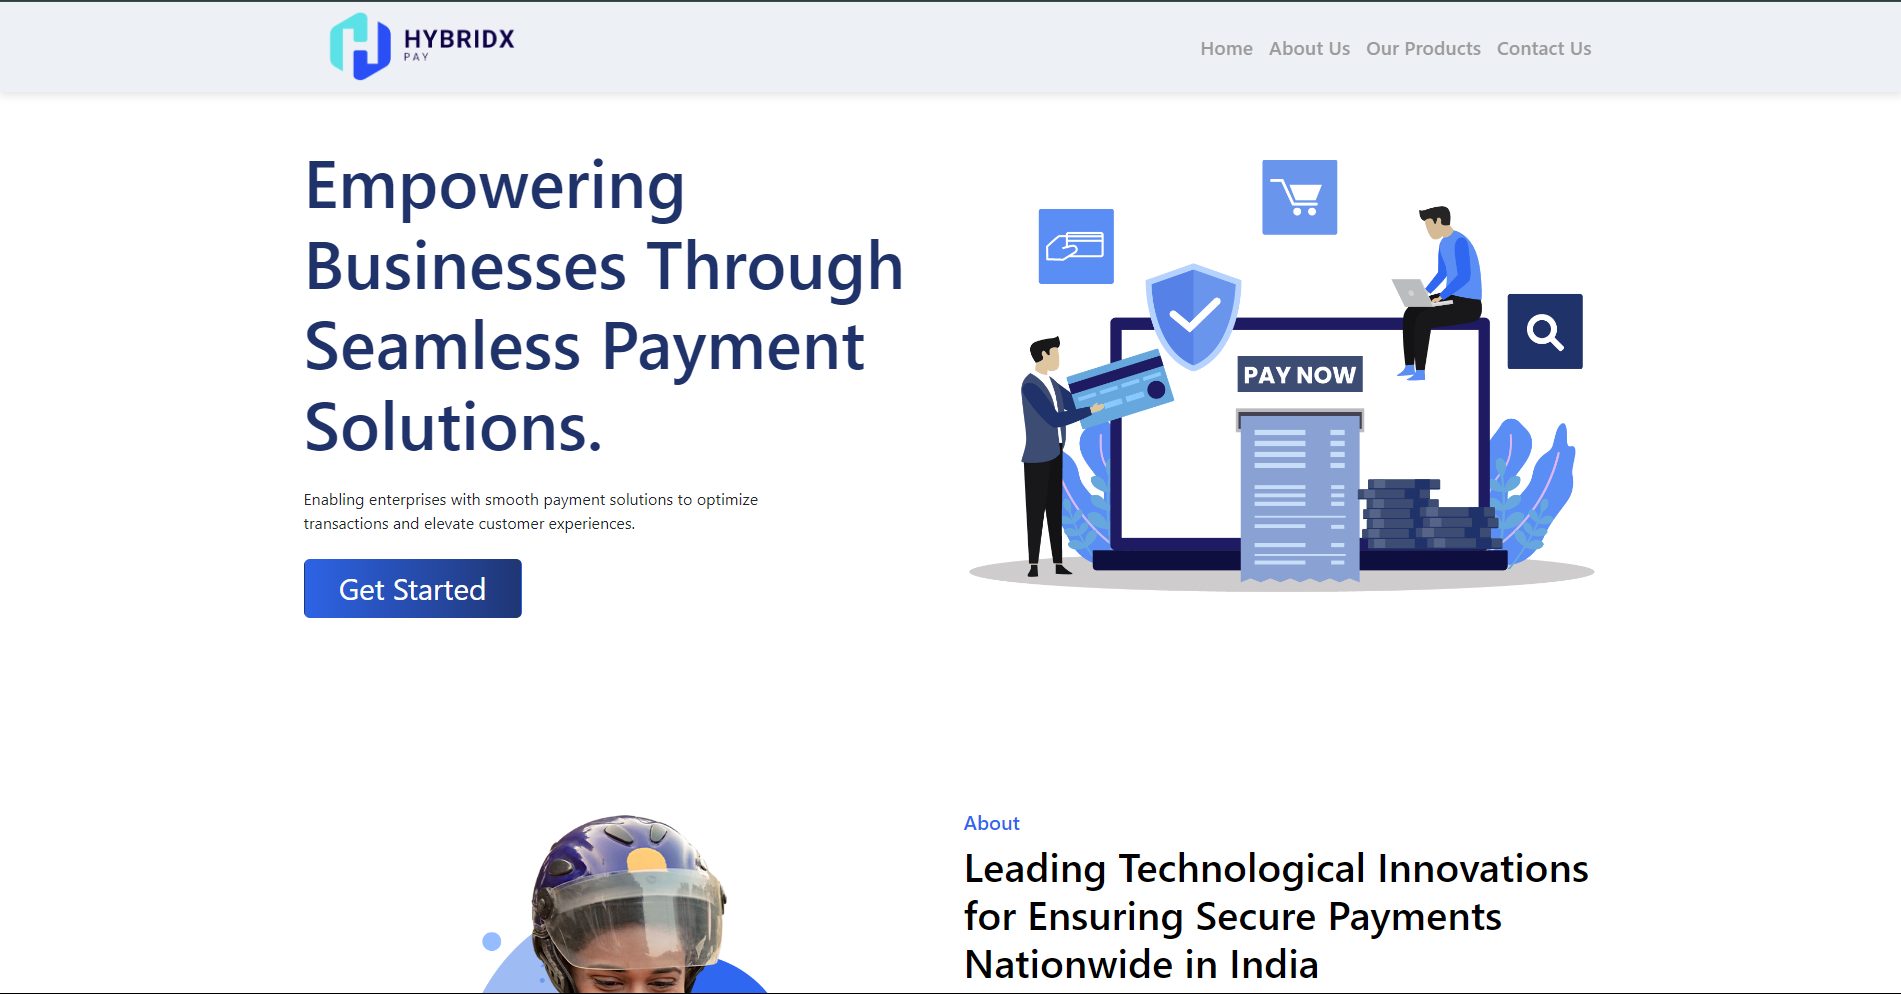 HYBRIDX
PAY
Home About Us Our Products Contact Us
Empowering
Businesses Through
Seamless Payment
Solutions.
Enabling enterprises with smooth payment solutions to optimize
transactions and elevate customer experiences.
Get Started
PAY NOW
About
Leading Technological Innovations
for Ensuring Secure Payments
Nationwide in India